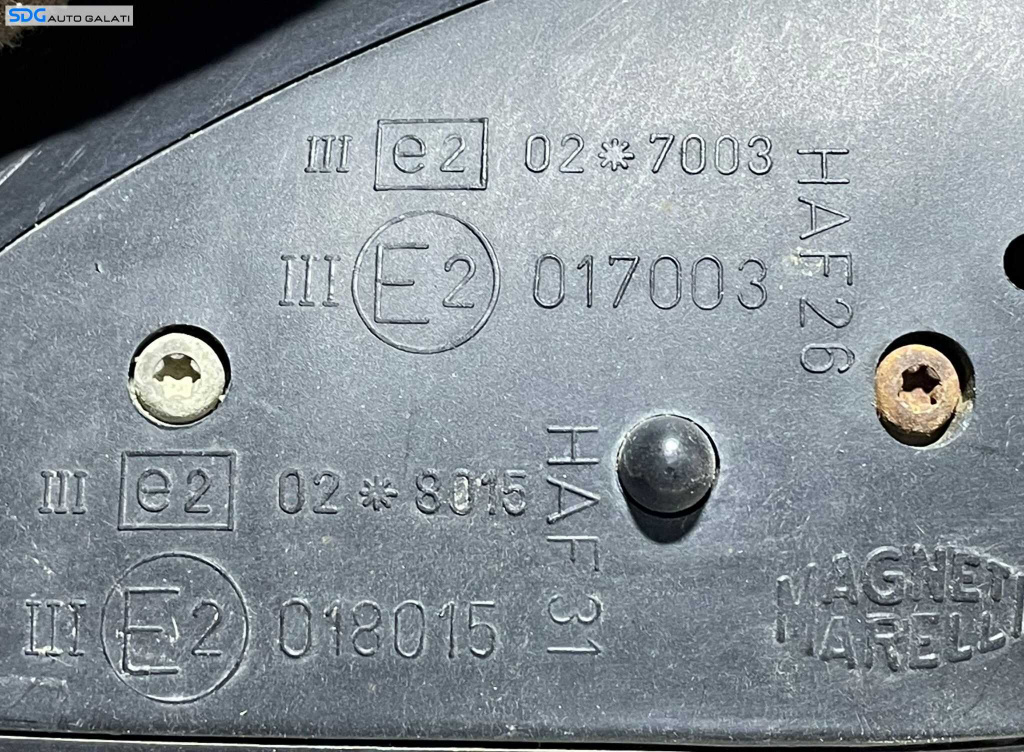 SDG AUTO GALATI
III e2 02*7003
III E2 017003
HAF26
III e2 02*8015
III E2 018015
HAF31
MAGNETI
MARELLI